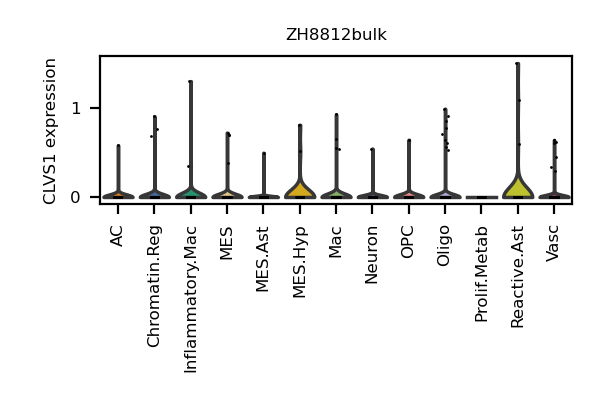 ZH8812bulk
CLVS1 expression
1
0
AC
Chromatin.Reg
Inflammatory.Mac
MES
MES.Ast
MES.Hyp
Mac
Neuron
OPC
Oligo
Prolif.Metab
Reactive.Ast
Vasc